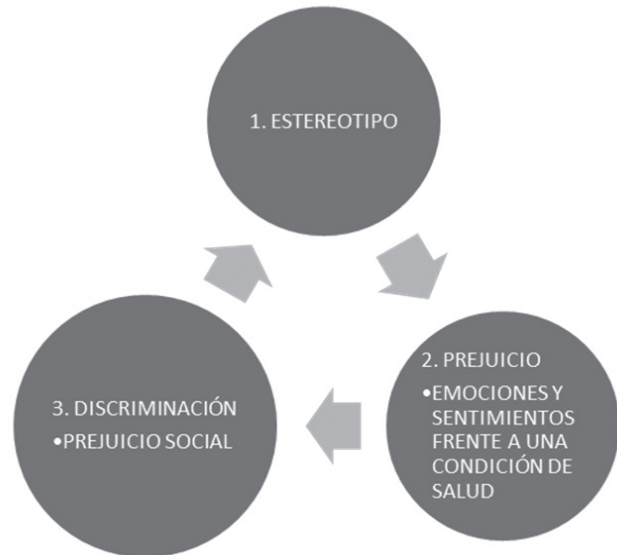 1. ESTEREOTIPO
2. PREJUICIO
•EMOCIONES Y
SENTIMIENTOS
FRENTE A UNA
CONDICIÓN DE
SALUD
3. DISCRIMINACIÓN
•PREJUICIO SOCIAL